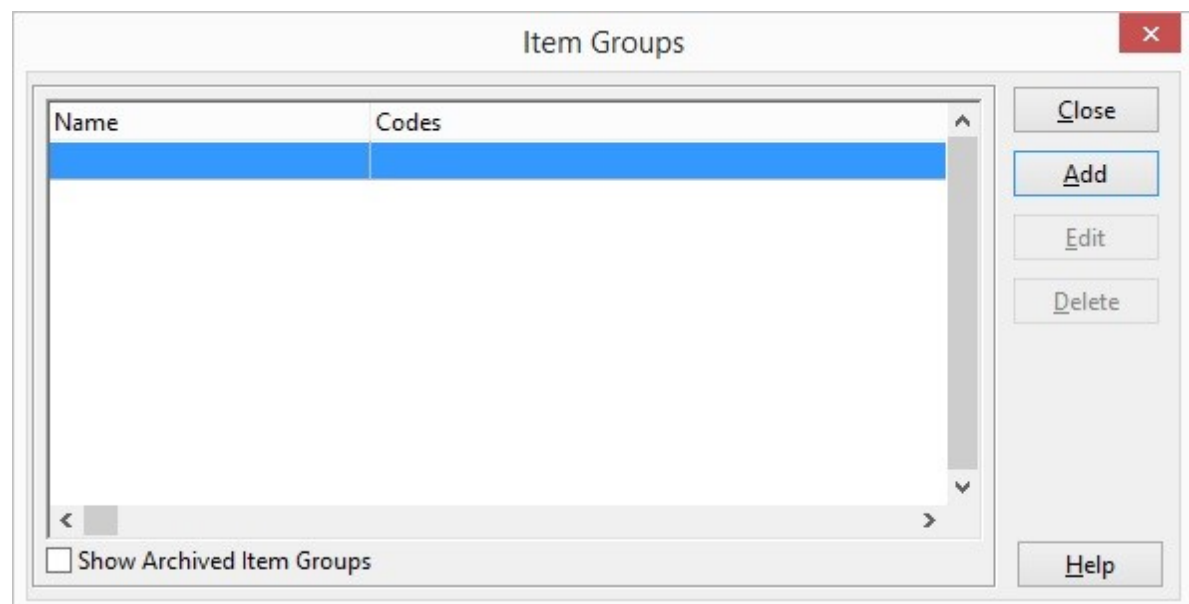 Item Groups
Name Codes
Close
Add
Edit
Delete
Show Archived Item Groups
Help